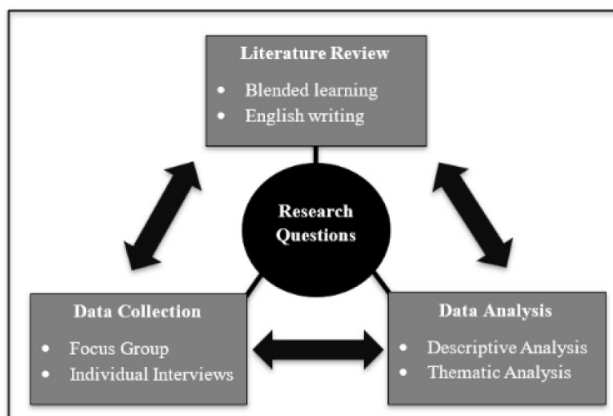 Literature Review
• Blended learning
• English writing
Research
Questions
Data Collection
• Focus Group
• Individual Interviews
Data Analysis
• Descriptive Analysis
• Thematic Analysis